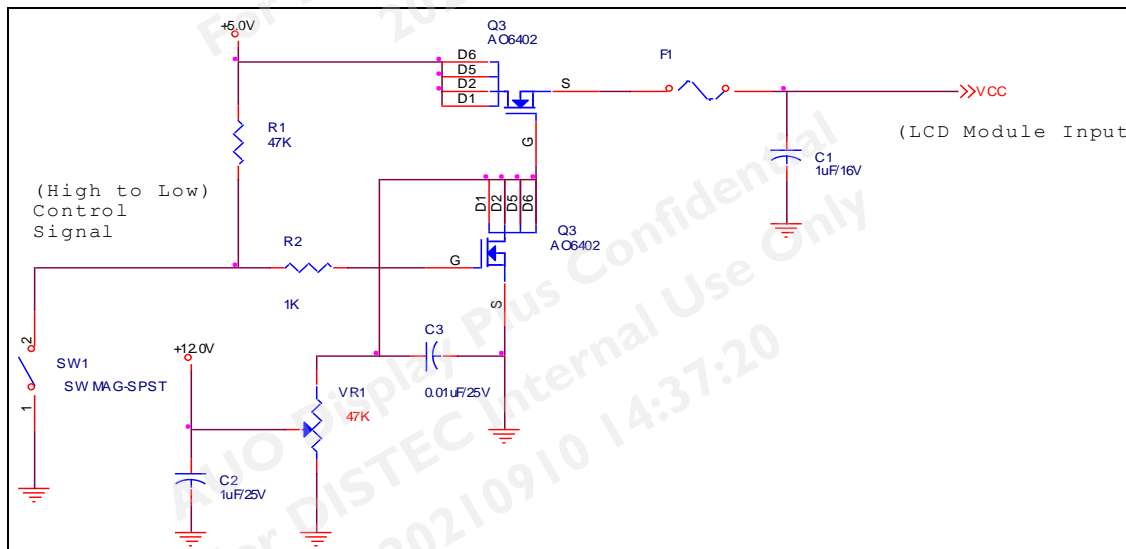 +5.0V
Q3
AO6402
D6
D5
D2
D1
S
G
F1
VCC
(LCD Module Input
R1
47K
C1
1uF/16V
(High to Low)
Control
Signal
D1
D2
D5
D6
Q3
AO6402
R2
1K
G
S
2
SW1
SW MAG-SPST
1
+12.0V
C3
0.01uF/25V
VR1
47K
C2
1uF/25V
AUO Display Plus Confidential
For DISTEC Internal Use Only
20210910 14:37:20